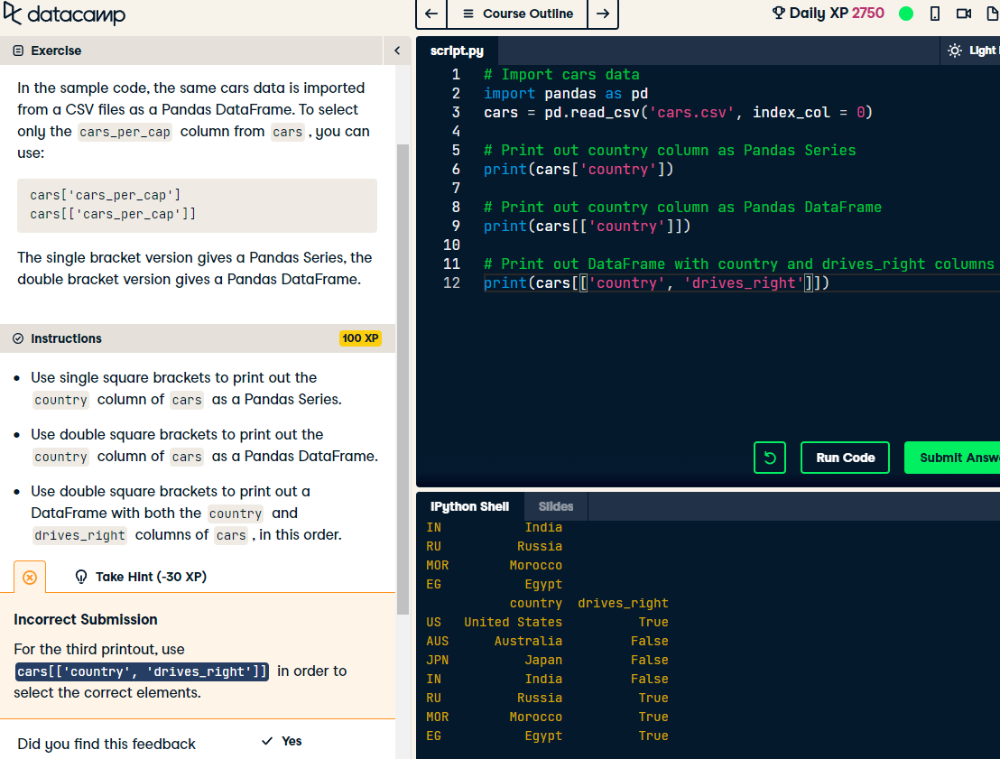 datacamp
Course Outline
Daily XP 2750
Exercise
In the sample code, the same cars data is imported
from a CSV files as a Pandas DataFrame. To select
only the cars_per_cap column from cars , you can
use:
cars['cars_per_cap']
cars[['cars_per_cap']]
The single bracket version gives a Pandas Series, the
double bracket version gives a Pandas DataFrame.
Instructions
100 XP
• Use single square brackets to print out the
country column of cars as a Pandas Series.
• Use double square brackets to print out the
country column of cars as a Pandas DataFrame.
• Use double square brackets to print out a
DataFrame with both the country and
drives_right columns of cars , in this order.
Take Hint (-30 XP)
Incorrect Submission
For the third printout, use
cars[['country', 'drives_right']] in order to
select the correct elements.
Did you find this feedback
Yes
script.py
Light
1 # Import cars data
2 import pandas as pd
3 cars = pd.read_csv('cars.csv', index_col = 0)
4
5 # Print out country column as Pandas Series
6 print(cars['country'])
7
8 # Print out country column as Pandas DataFrame
9 print(cars[['country']])
10
11 # Print out DataFrame with country and drives_right columns
12 print(cars[['country', 'drives_right']])
Run Code
Submit Answ
IPython Shell
Slides
IN India
RU Russia
MOR Morocco
EG Egypt
country drives_right
US United States True
AUS Australia False
JPN Japan False
IN India False
RU Russia True
MOR Morocco True
EG Egypt True